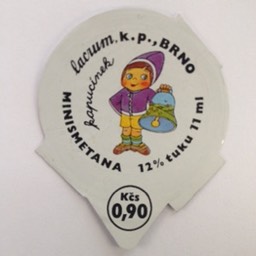 lacrum, k.p., BRNO
kapucínek
MINISMETANA 12% tuku 11 ml
Kčs
0,90